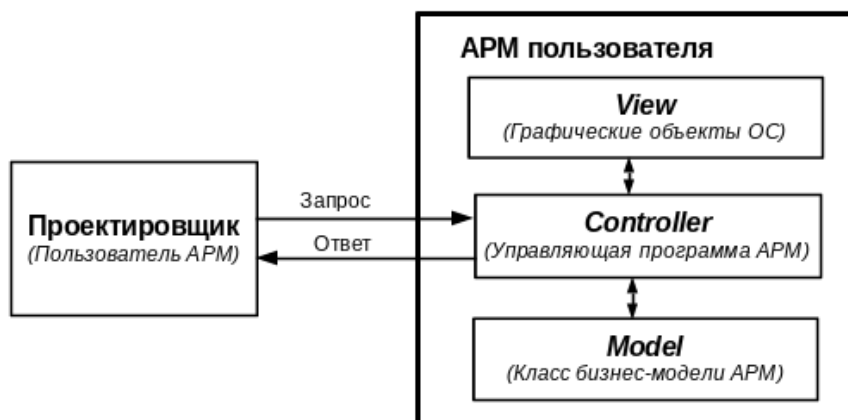 АРМ пользователя
View
(Графические объекты ОС)
Проектировщик
(Пользователь АРМ)
Запрос
Ответ
Controller
(Управляющая программа АРМ)
Model
(Класс бизнес-модели АРМ)